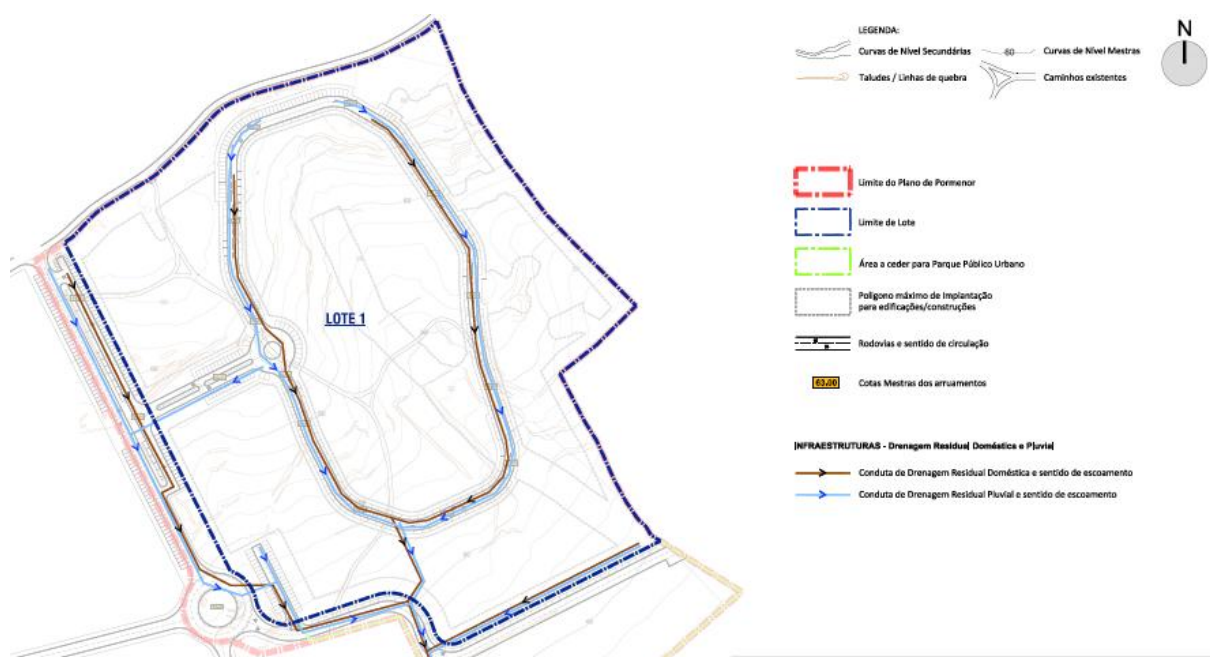 LEGENDA:
N
Curvas de Nível Secundárias
60
Curvas de Nível Mestras
Taludes / Linhas de quebra
Caminhos existentes
Limite do Plano de Pormenor
Limite de Lote
Área a ceder para Parque Público Urbano
Polígono máximo de Implantação
para edificações/construções
Rodovias e sentido de circulação
63.00
Cotas Mestras dos arruamentos
INFRAESTRUTURAS - Drenagem Residual Doméstica e Pluvial
Conduta de Drenagem Residual Doméstica e sentido de escoamento
Conduta de Drenagem Residual Pluvial e sentido de escoamento
LOTE 1